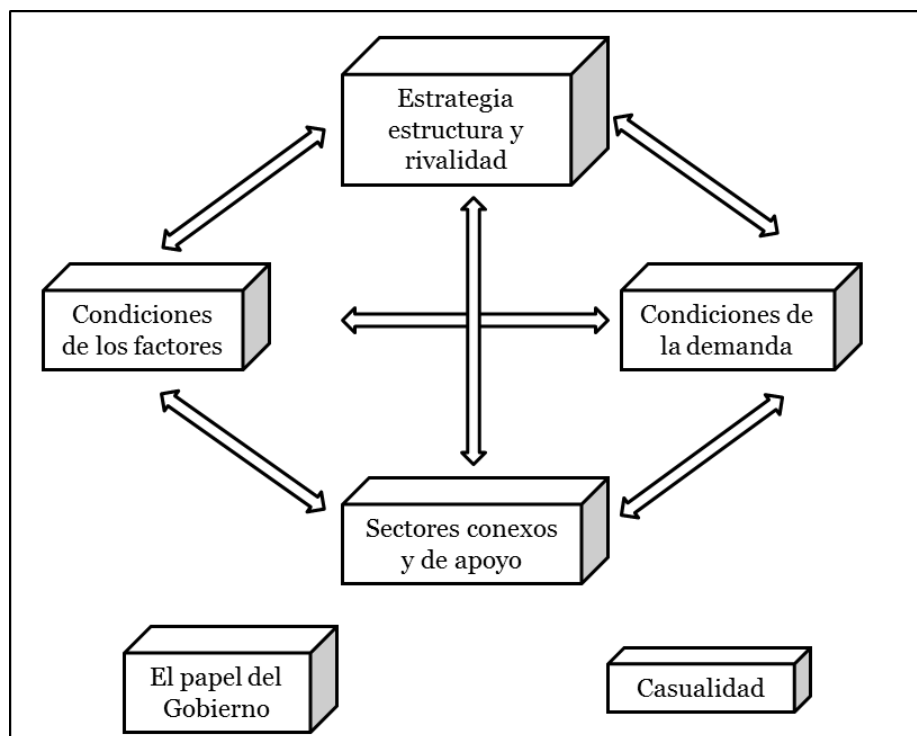 Estrategia
estructura y
rivalidad
Condiciones
de los factores
Condiciones de
la demanda
Sectores conexos
y de apoyo
El papel del
Gobierno
Casualidad